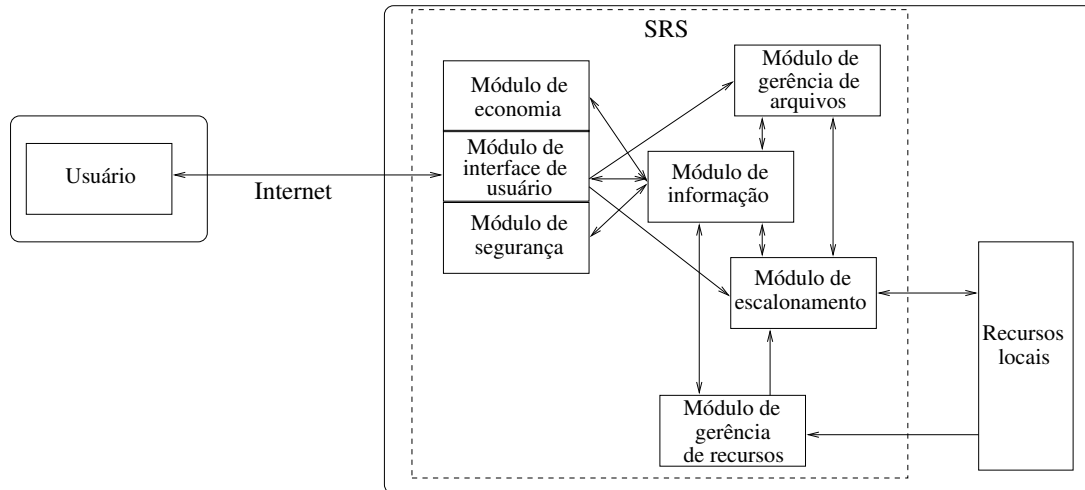 SRS
Módulo de
economia
Módulo de
interface de
usuário
Módulo de
segurança
Módulo de
gerência de
arquivos
Usuário
Internet
Módulo de
informação
Módulo de
escalonamento
Recursos
locais
Módulo de
gerência
de recursos